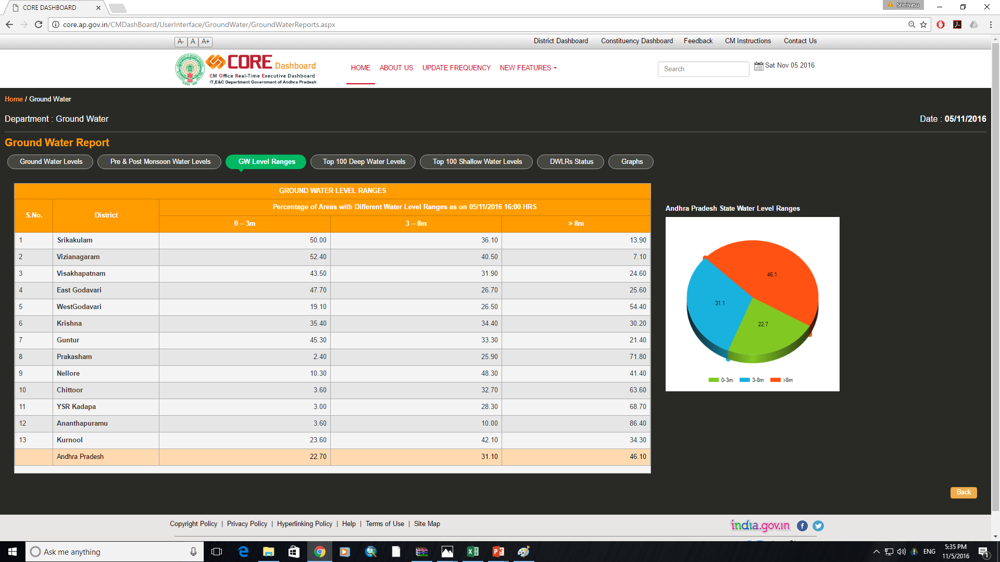 CORE DASHBOARD
Srinivasu
core.ap.gov.in/CMDashBoard/UserInterface/GroundWater/GroundWaterReports.aspx
A- A A+ District Dashboard Constituency Dashboard Feedback CM Instructions Contact Us
CORE Dashboard
CM Office Real-Time Executive Dashboard
IT,E&C Department Government of Andhra Pradesh
HOME ABOUT US UPDATE FREQUENCY NEW FEATURES
Search Sat Nov 05 2016
Home / Ground Water
Department : Ground Water Date : 05/11/2016
Ground Water Report
Ground Water Levels Pre & Post Monsoon Water Levels GW Level Ranges Top 100 Deep Water Levels Top 100 Shallow Water Levels DWLRs Status Graphs
GROUND WATER LEVEL RANGES
S.No. District Percentage of Areas with Different Water Level Ranges as on 05/11/2016 16:00 HRS
0 – 3m 3 – 8m > 8m
1 Srikakulam 50.00 36.10 13.90
2 Vizianagaram 52.40 40.50 7.10
3 Visakhapatnam 43.50 31.90 24.60
4 East Godavari 47.70 26.70 25.60
5 WestGodavari 19.10 26.50 54.40
6 Krishna 35.40 34.40 30.20
7 Guntur 45.30 33.30 21.40
8 Prakasham 2.40 25.90 71.80
9 Nellore 10.30 48.30 41.40
10 Chittoor 3.60 32.70 63.60
11 YSR Kadapa 3.00 28.30 68.70
12 Ananthapuramu 3.60 10.00 86.40
13 Kurnool 23.60 42.10 34.30
Andhra Pradesh 22.70 31.10 46.10
Andhra Pradesh State Water Level Ranges
46.1
31.1
22.7
0-3m 3-8m >8m
Back
Copyright Policy | Privacy Policy | Hyperlinking Policy | Help | Terms of Use | Site Map
india.gov.in
Ask me anything
ENG
5:35 PM
11/5/2016
1